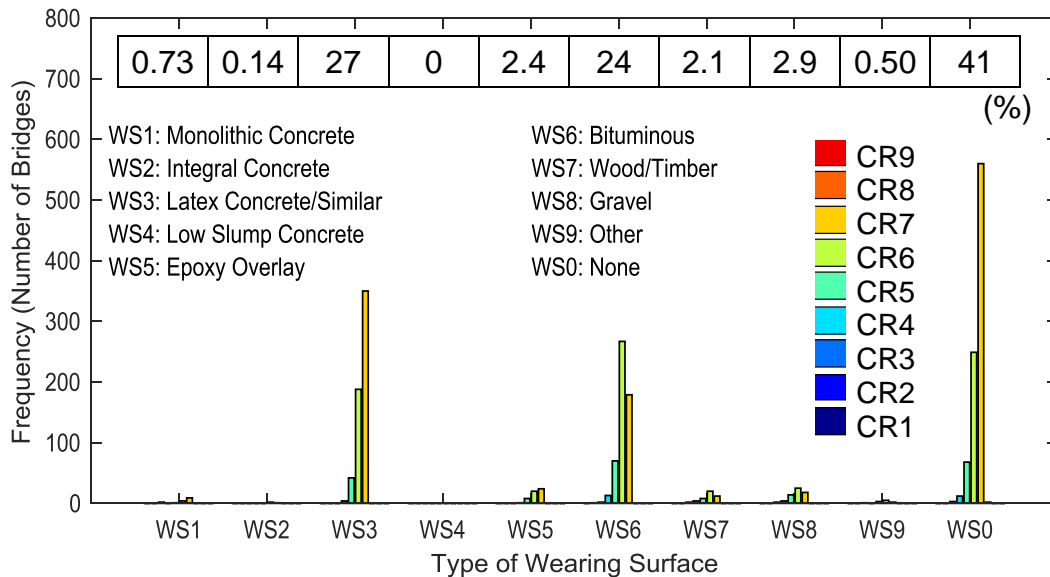 800
700
600
500
400
300
200
100
0
Frequency (Number of Bridges)
0.73 0.14 27 0 2.4 24 2.1 2.9 0.50 41
(%)
WS1: Monolithic Concrete
WS2: Integral Concrete
WS3: Latex Concrete/Similar
WS4: Low Slump Concrete
WS5: Epoxy Overlay
WS6: Bituminous
WS7: Wood/Timber
WS8: Gravel
WS9: Other
WS0: None
CR9
CR8
CR7
CR6
CR5
CR4
CR3
CR2
CR1
WS1 WS2 WS3 WS4 WS5 WS6 WS7 WS8 WS9 WS0
Type of Wearing Surface